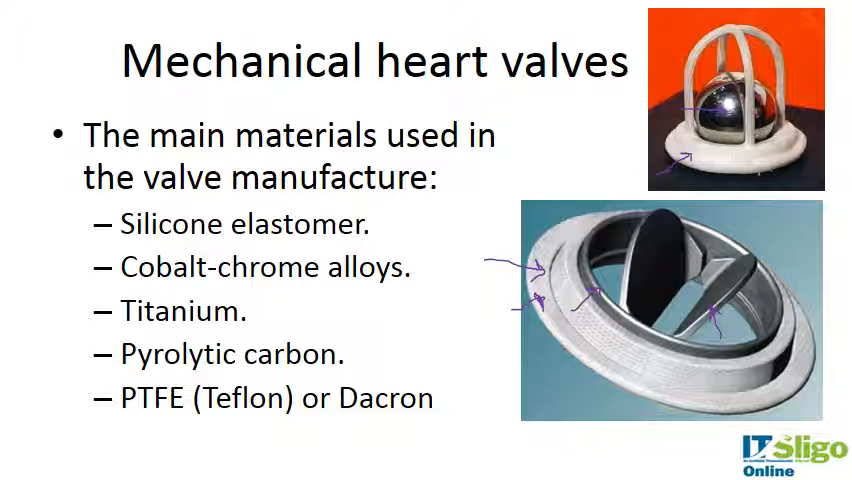 Mechanical heart valves
• The main materials used in
the valve manufacture:
– Silicone elastomer.
– Cobalt-chrome alloys.
– Titanium.
– Pyrolytic carbon.
– PTFE (Teflon) or Dacron
IT Sligo
Online